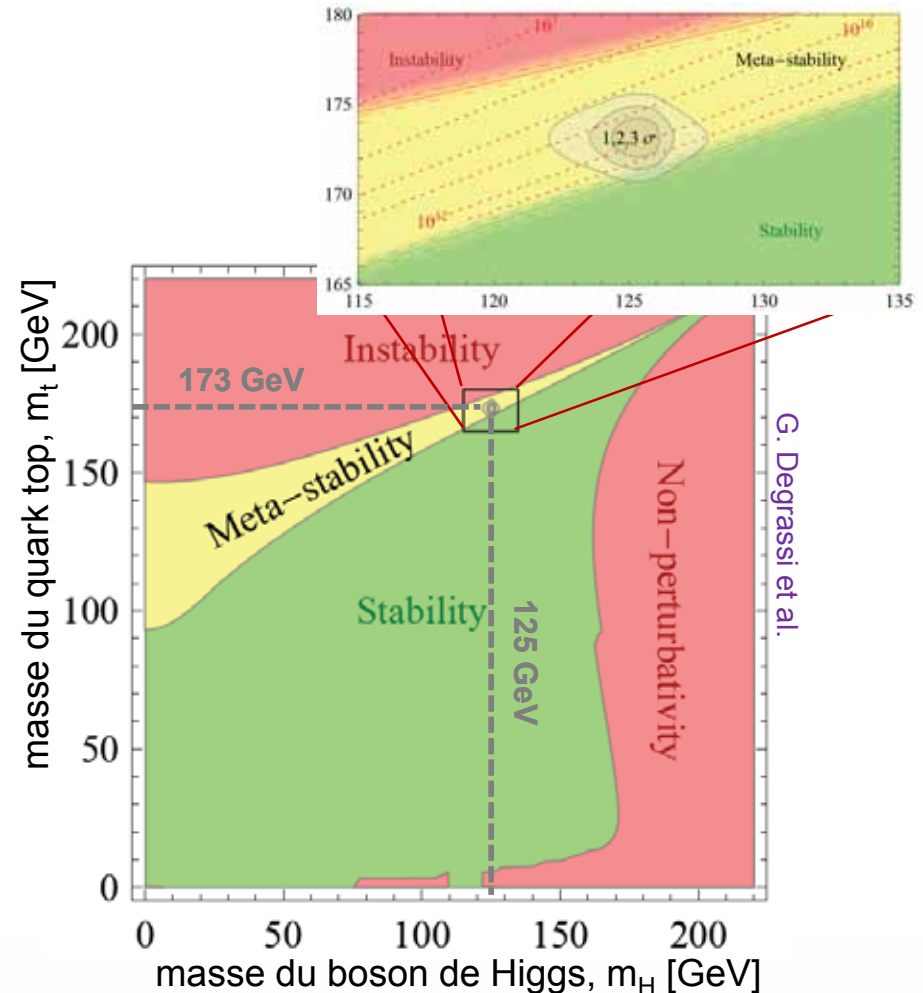 180
175
170
165
115
120
125
130
135
Instability
Meta-stability
1,2,3 σ
Stability
10¹⁶
masse du quark top, mt [GeV]
200
150
100
50
0
Instability
173 GeV
Meta-stability
Stability
125 GeV
Non-perturbativity
G. Degrassi et al.
0
50
100
150
200
masse du boson de Higgs, mH [GeV]